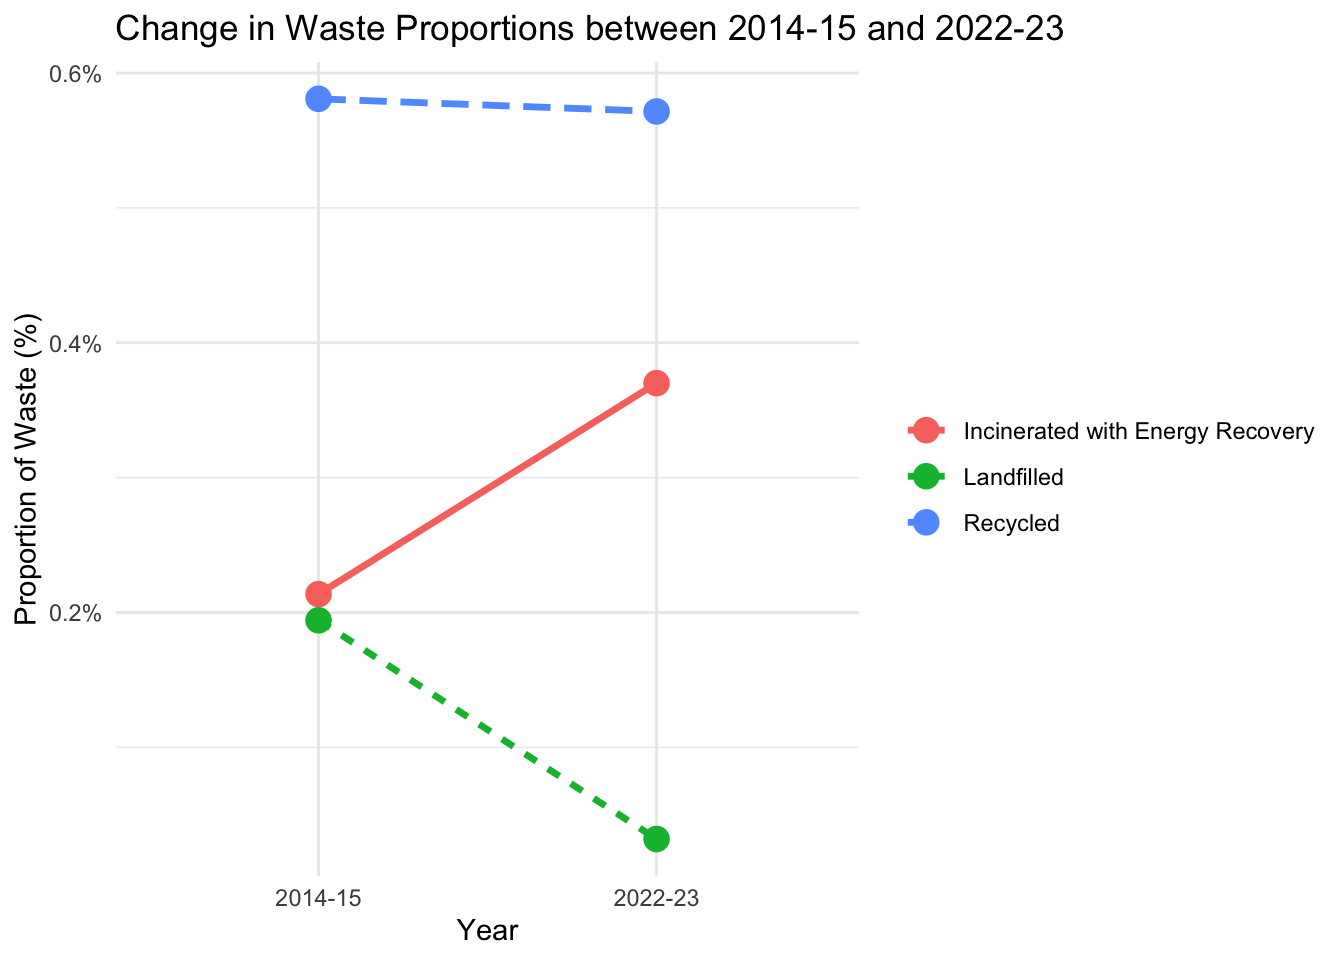 Change in Waste Proportions between 2014-15 and 2022-23
0.6%
0.4%
0.2%
Proportion of Waste (%)
2014-15
2022-23
Year
Incinerated with Energy Recovery
Landfilled
Recycled